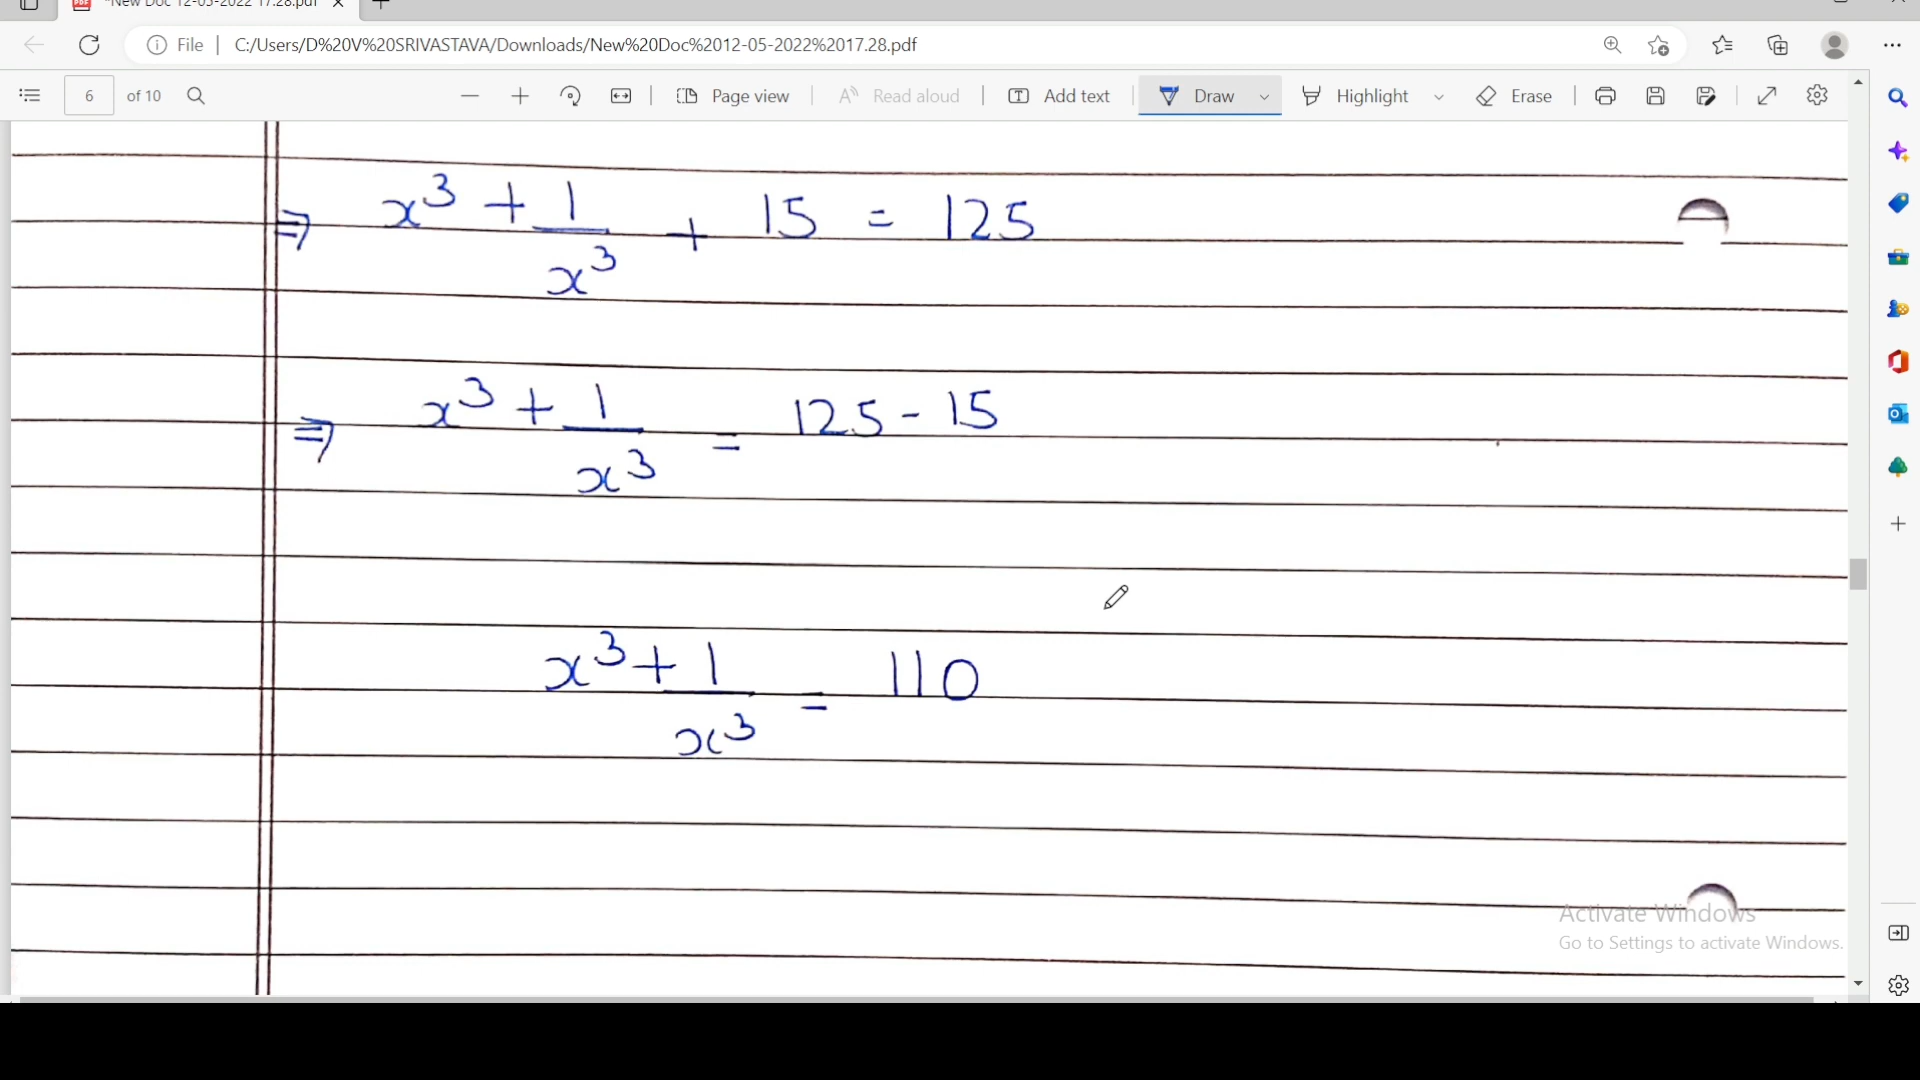 *New Doc 12-05-2022 17.28.pdf
File | C:/Users/D%20V%20SRIVASTAVA/Downloads/New%20Doc%2012-05-2022%2017.28.pdf
6 of 10 Page view Read aloud Add text Draw Highlight Erase
⇒ x³ + 1/x³ + 15 = 125
⇒ x³ + 1/x³ = 125 - 15
x³ + 1/x³ = 110
Activate Windows
Go to Settings to activate Windows.